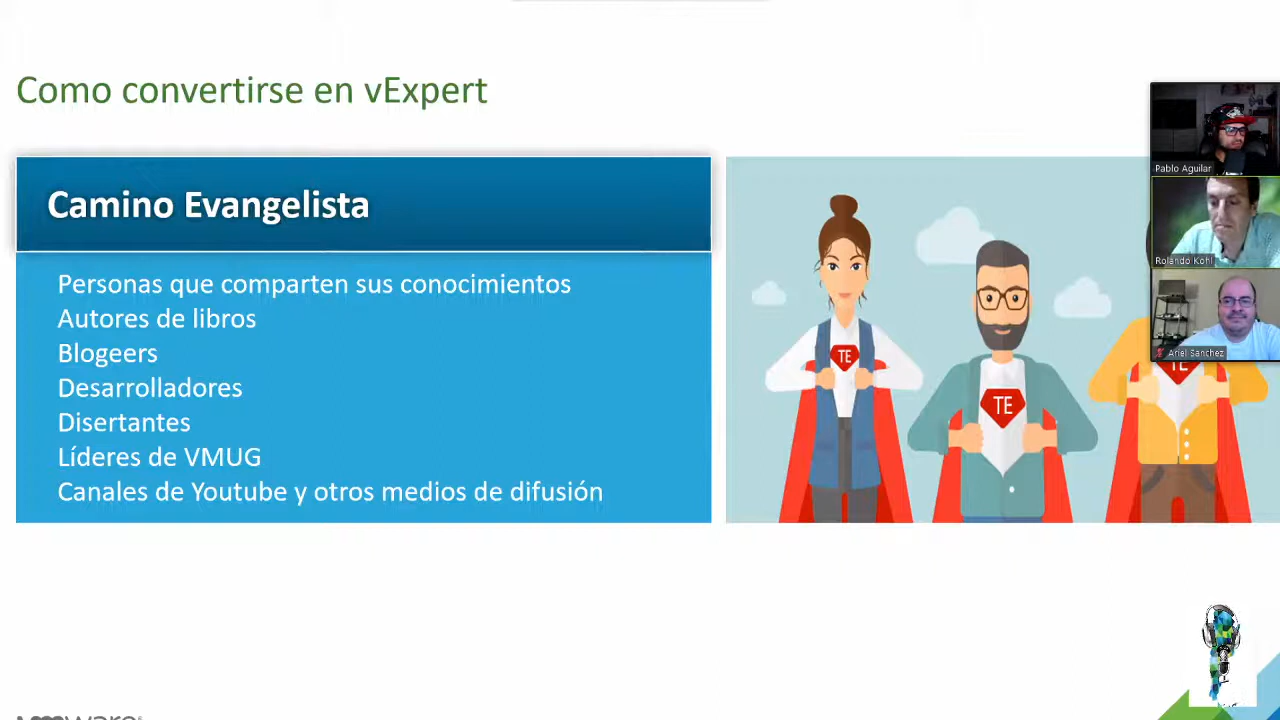 Como convertirse en vExpert
Camino Evangelista
Personas que comparten sus conocimientos
Autores de libros
Blogeers
Desarrolladores
Disertantes
Líderes de VMUG
Canales de Youtube y otros medios de difusión
TE
TE
TE
Pablo Aguilar
Rolando Kohl
Ariel Sanchez
vmware